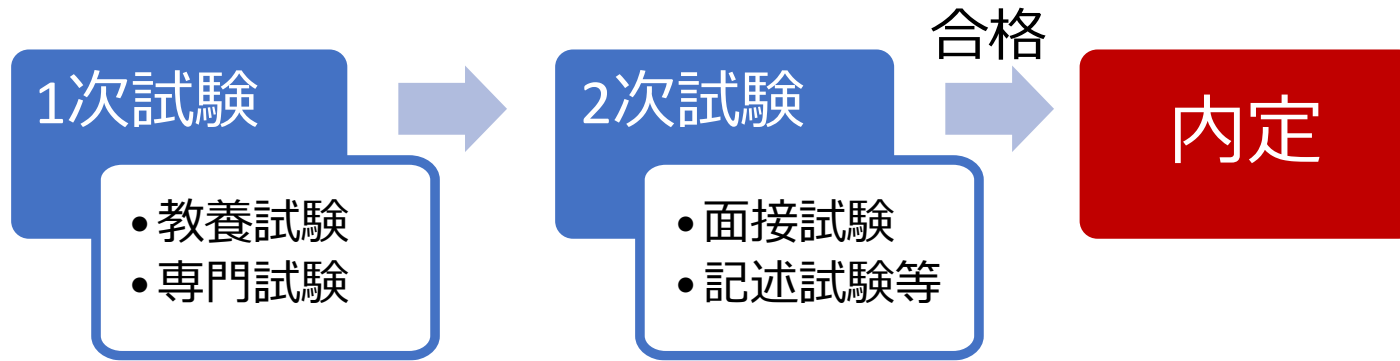 1次試験
• 教養試験
• 専門試験
2次試験
• 面接試験
• 記述試験等
合格
内定